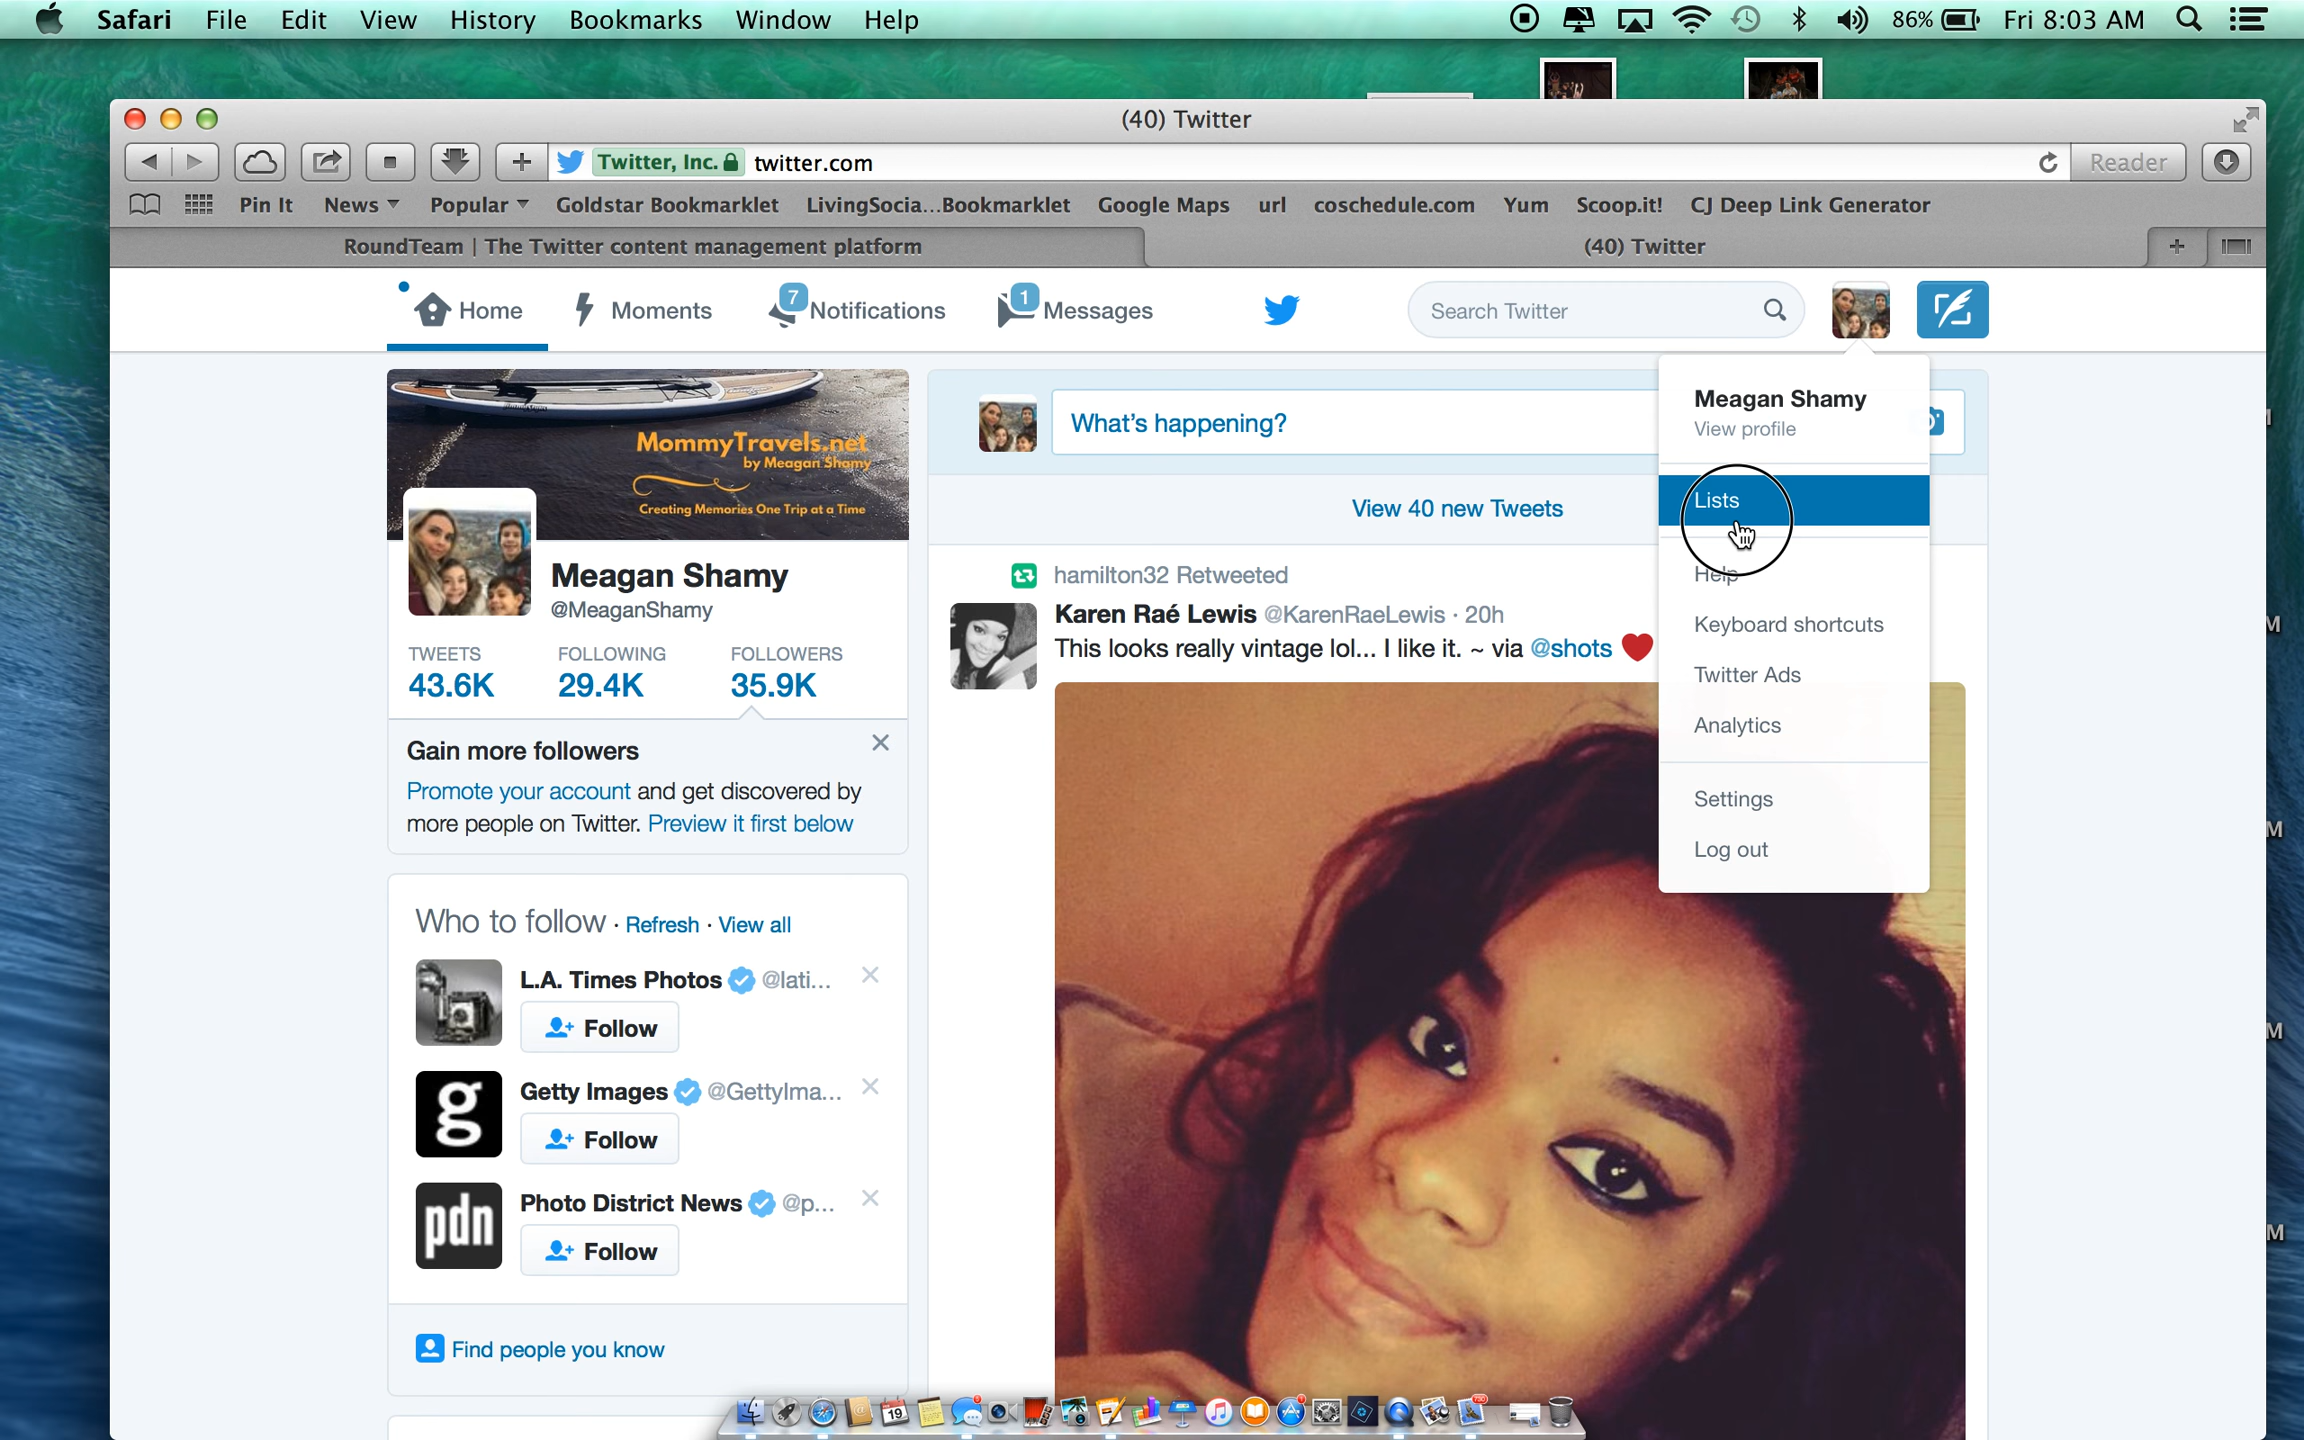 Safari File Edit View History Bookmarks Window Help 86% Fri 8:03 AM
(40) Twitter
Twitter, Inc. twitter.com Reader
Pin It News Popular Goldstar Bookmarklet LivingSocia...Bookmarklet Google Maps url coschedule.com Yum Scoop.it! CJ Deep Link Generator
RoundTeam | The Twitter content management platform (40) Twitter
Home Moments 7 Notifications 1 Messages Search Twitter
MommyTravels.net
by Meagan Shamy
Creating Memories One Trip at a Time
Meagan Shamy
@MeaganShamy
TWEETS FOLLOWING FOLLOWERS
43.6K 29.4K 35.9K
Gain more followers
Promote your account and get discovered by
more people on Twitter. Preview it first below
Who to follow · Refresh · View all
L.A. Times Photos @lati...
Follow
g
Getty Images @GettyIma...
Follow
pdn
Photo District News @p...
Follow
Find people you know
What's happening?
View 40 new Tweets
hamilton32 Retweeted
Karen Raé Lewis @KarenRaeLewis · 20h
This looks really vintage lol... I like it. ~ via @shots
Meagan Shamy
View profile
Lists
Help
Keyboard shortcuts
Twitter Ads
Analytics
Settings
Log out
M
M
M
M
19